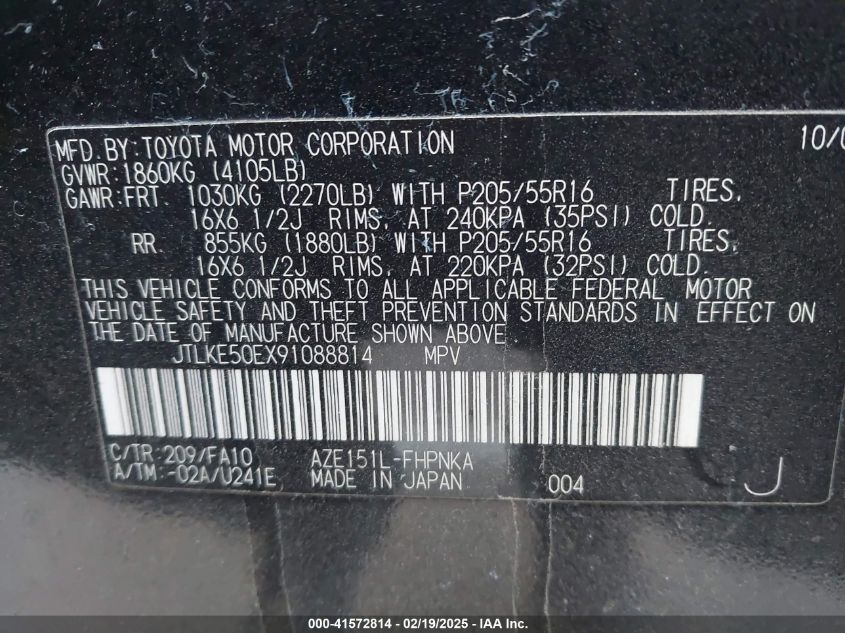 MFD. BY: TOYOTA MOTOR CORPORATION 10/0
GVWR: 1860KG (4105LB)
GAWR: FRT 1030KG (2270LB) WITH P205/55R16 TIRES,
16X6 1/2J RIMS, AT 240KPA (35PSI) COLD.
RR 855KG (1880LB) WITH P205/55R16 TIRES,
16X6 1/2J RIMS, AT 220KPA (32PSI) COLD.
THIS VEHICLE CONFORMS TO ALL APPLICABLE FEDERAL MOTOR
VEHICLE SAFETY AND THEFT PREVENTION STANDARDS IN EFFECT ON
THE DATE OF MANUFACTURE SHOWN ABOVE.
JTLKE50EX91088814 MPV
C/TR: 209/FA10 AZE151L-FHPNKA
A/TM: -02A/U241E MADE IN JAPAN 004 J
000-41572814 - 02/19/2025 - IAA Inc.